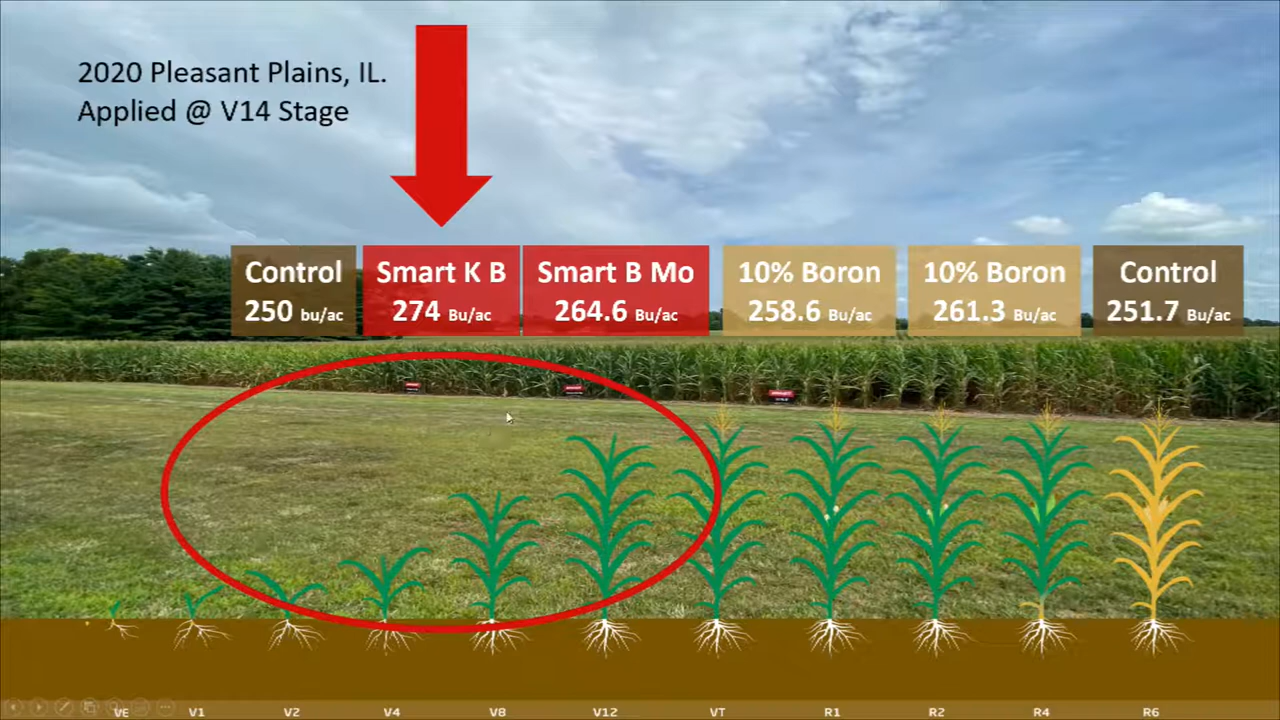 2020 Pleasant Plains, IL.
Applied @ V14 Stage
Control
250 bu/ac
Smart K B
274 Bu/ac
Smart B Mo
264.6 Bu/ac
10% Boron
258.6 Bu/ac
10% Boron
261.3 Bu/ac
Control
251.7 Bu/ac
VE V1 V2 V4 V8 V12 VT R1 R2 R4 R6